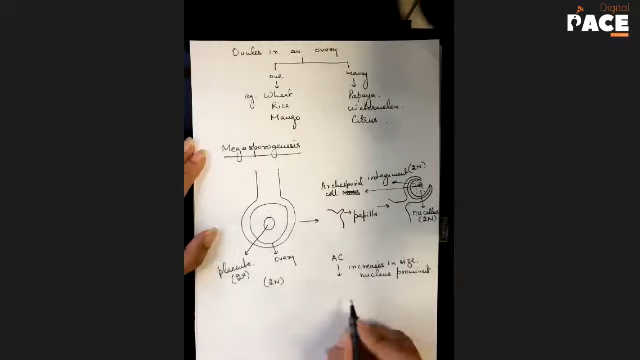 Digital
PACE
Ovules in an ovary
one
many
eg. Wheat
Rice
Mango
Papaya.
Watermelon.
Citrus.
Megasporogenesis
Archesporial
cell.
integument (2N)
papilla
nucellus
(2N)
placenta
(2N)
ovary
(2N)
AC
increases in size.
nucleus prominent.